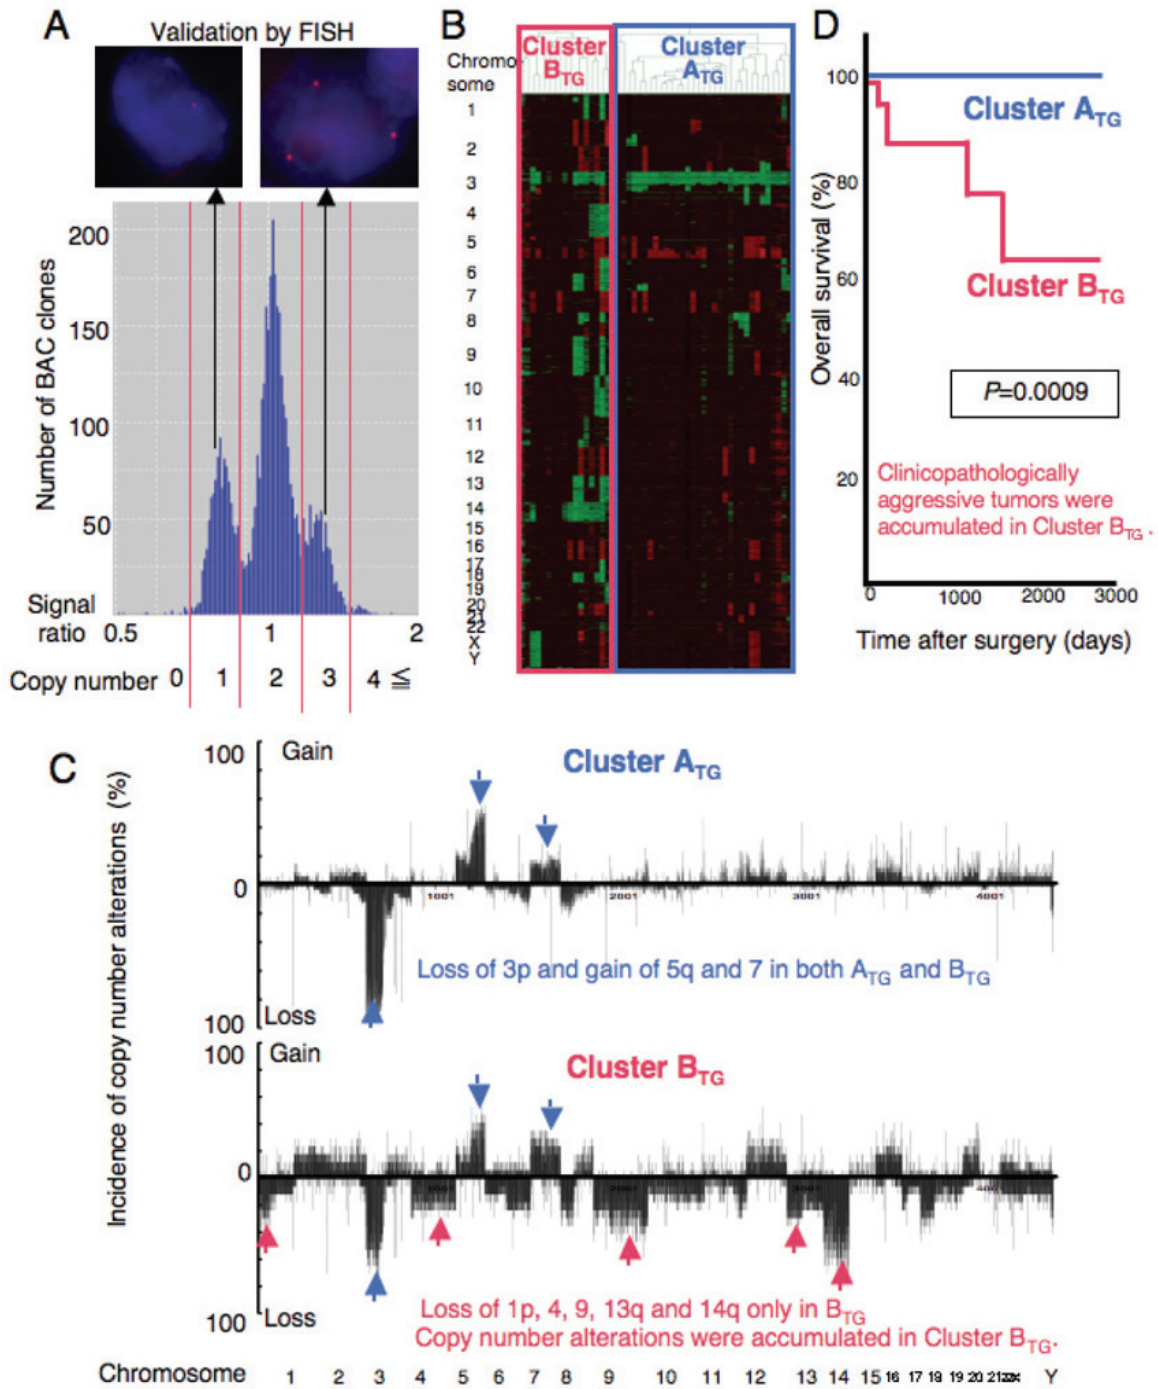 A
Validation by FISH
Number of BAC clones
200
150
100
50
Signal
ratio
0.5
1
2
Copy number 0 1 2 3 4 ≦
B
Chromo
some
Cluster
BTG
Cluster
ATG
1
2
3
4
5
6
7
8
9
10
11
12
13
14
15
16
17
18
19
20
21
22
X
Y
D
Overall survival (%)
100
80
60
40
20
Cluster ATG
Cluster BTG
P=0.0009
Clinicopathologically
aggressive tumors were
accumulated in Cluster BTG.
0 1000 2000 3000
Time after surgery (days)
C
Incidence of copy number alterations (%)
100
Gain
Cluster ATG
0
1001 2001 3001 4001
Loss of 3p and gain of 5q and 7 in both ATG and BTG
100
Loss
100
Gain
Cluster BTG
0
2001
Loss of 1p, 4, 9, 13q and 14q only in BTG
Copy number alterations were accumulated in Cluster BTG.
100
Loss
Chromosome 1 2 3 4 5 6 7 8 9 10 11 12 13 14 15 16 17 18 19 20 21 Y